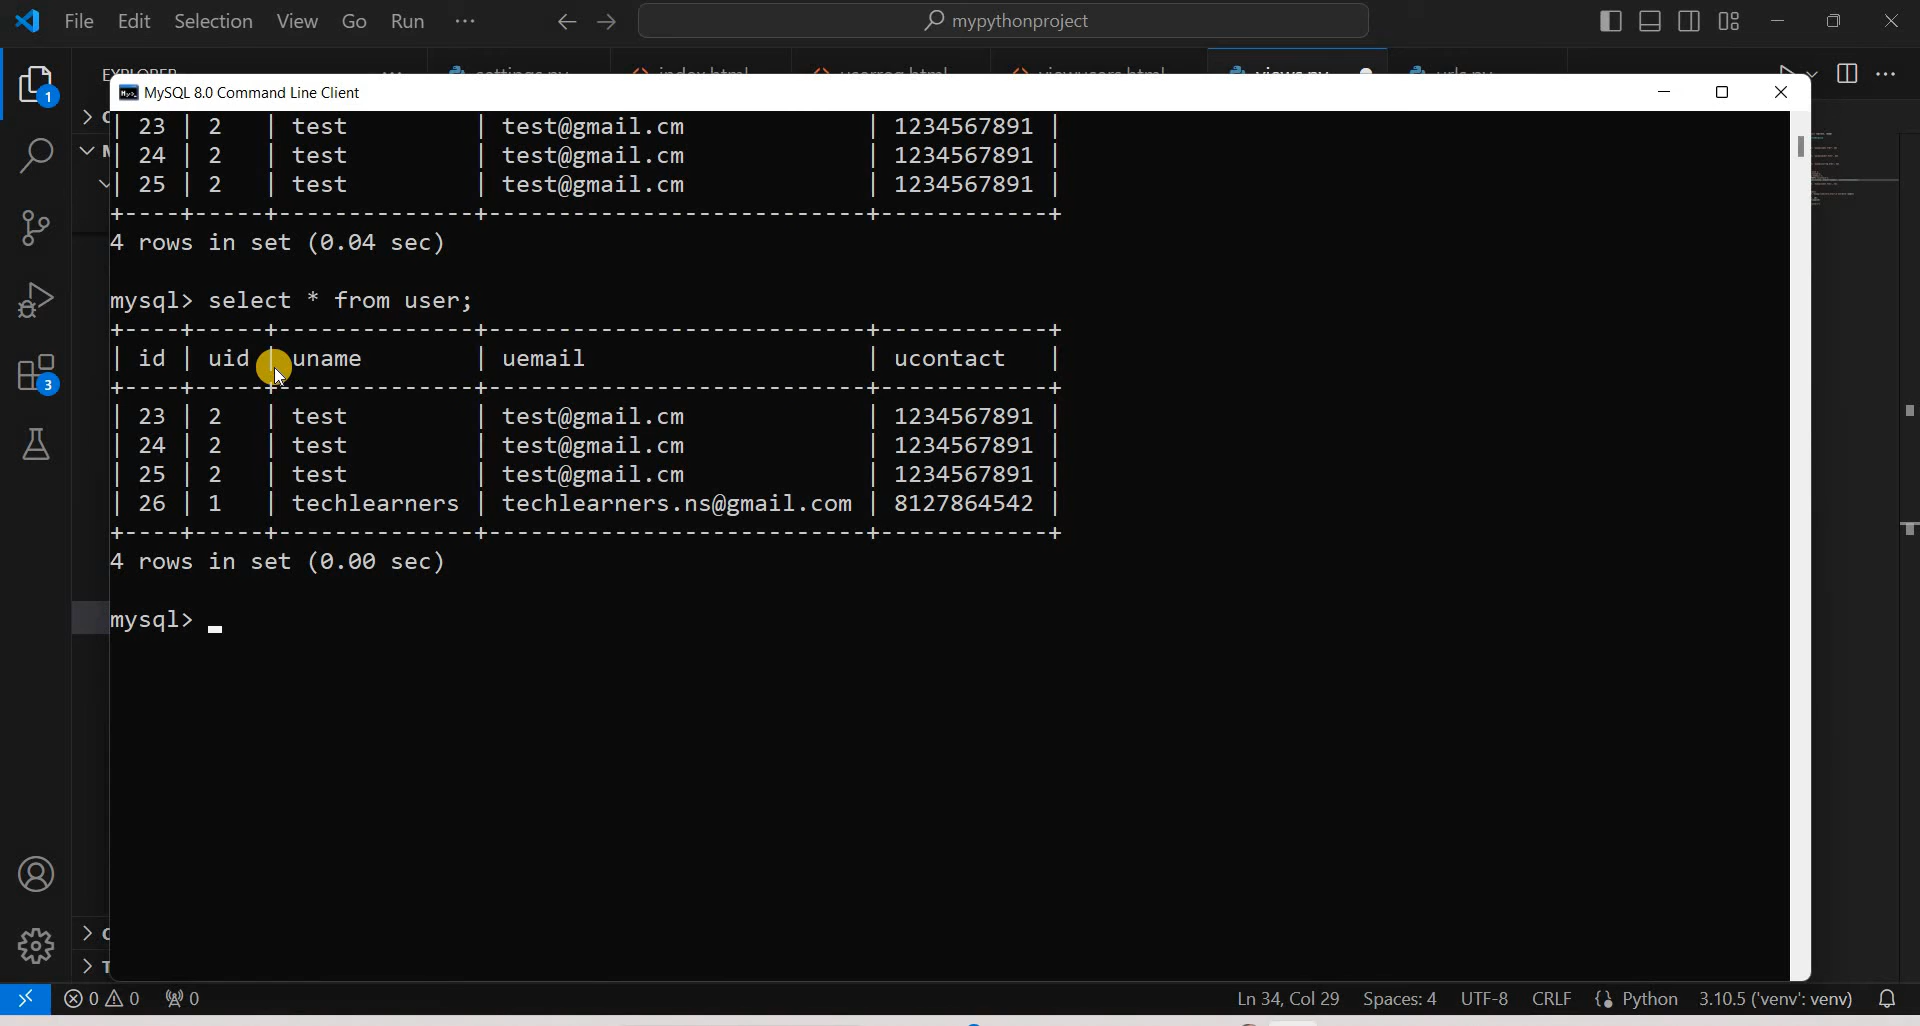 File Edit Selection View Go Run ··· mypythonproject
MySQL 8.0 Command Line Client
| 23 | 2 | test | test@gmail.cm | 1234567891 |
| 24 | 2 | test | test@gmail.cm | 1234567891 |
| 25 | 2 | test | test@gmail.cm | 1234567891 |
+----+-----+--------------+---------------------------+------------+
4 rows in set (0.04 sec)
mysql> select * from user;
+----+-----+--------------+---------------------------+------------+
| id | uid | uname | uemail | ucontact |
+----+-----+--------------+---------------------------+------------+
| 23 | 2 | test | test@gmail.cm | 1234567891 |
| 24 | 2 | test | test@gmail.cm | 1234567891 |
| 25 | 2 | test | test@gmail.cm | 1234567891 |
| 26 | 1 | techlearners | techlearners.ns@gmail.com | 8127864542 |
+----+-----+--------------+---------------------------+------------+
4 rows in set (0.00 sec)
mysql>
1
3
0 0 0 Ln 34, Col 29 Spaces: 4 UTF-8 CRLF Python 3.10.5 ('venv': venv)